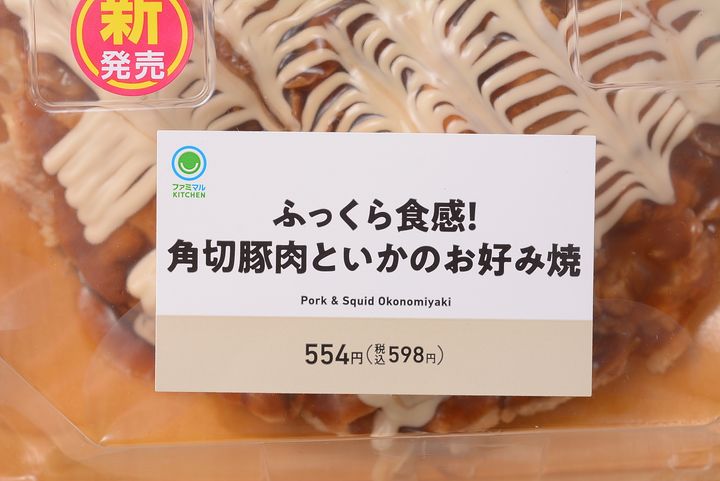 新
発売
ファミマル
KITCHEN
ふっくら食感!
角切豚肉といかのお好み焼
Pork & Squid Okonomiyaki
554円(税込598円)